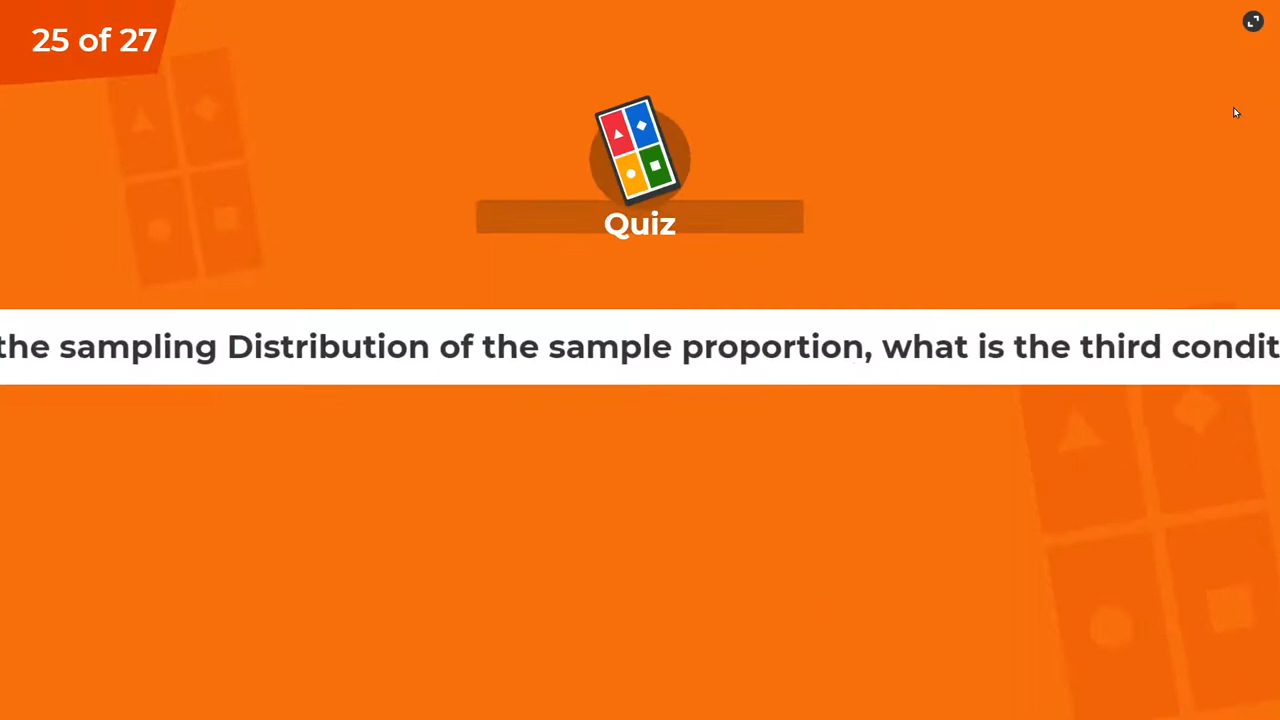 25 of 27
Quiz
the sampling Distribution of the sample proportion, what is the third condit